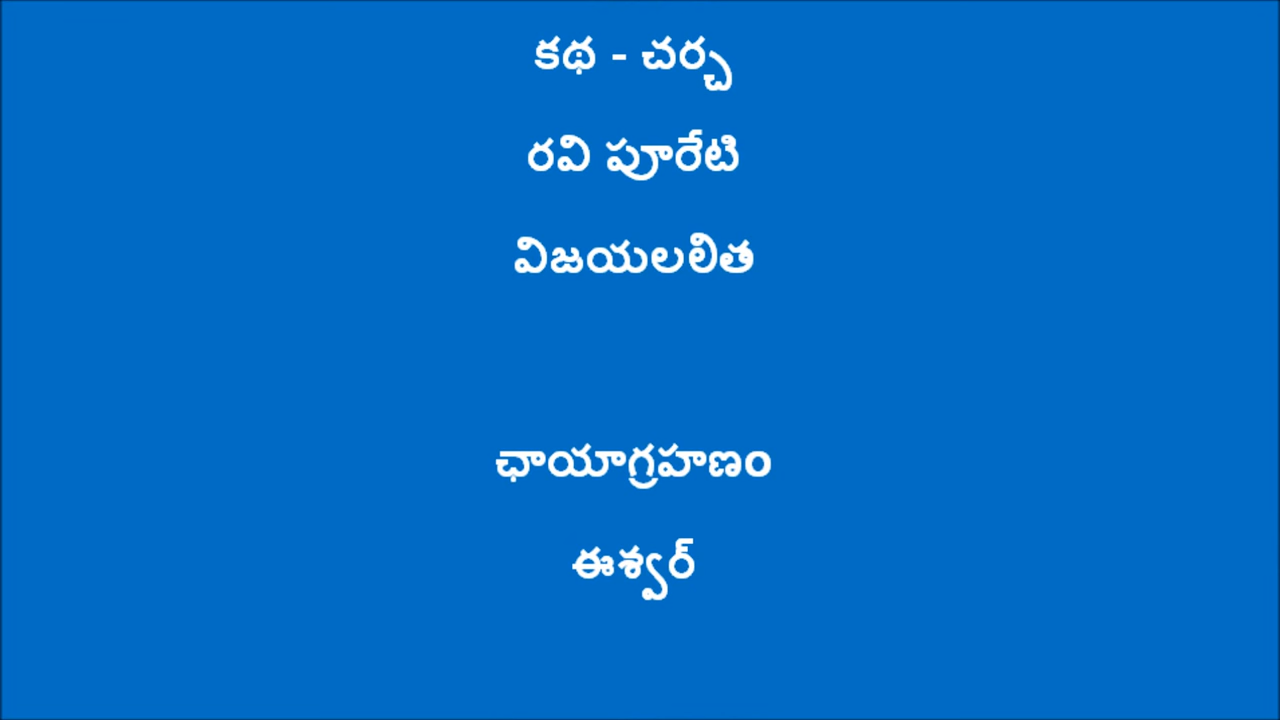 కథ - చర్చ
రవి పూరేటి
విజయలలిత
ఛాయాగ్రహణం
ఈశ్వర్